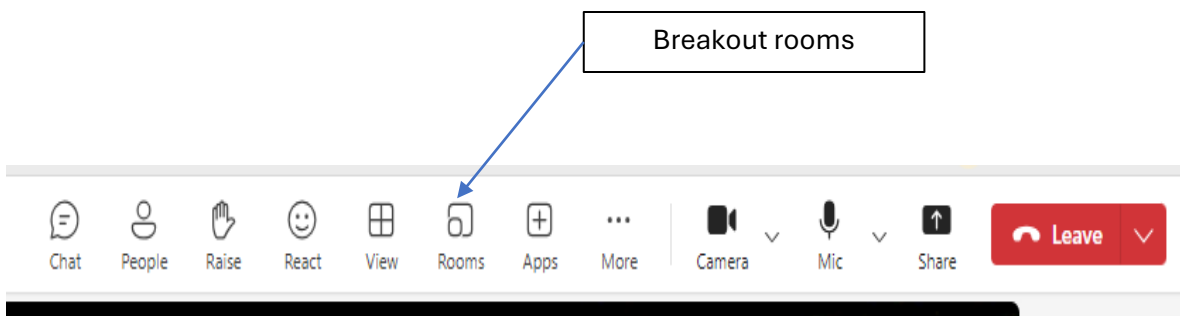 Breakout rooms
Chat People Raise React View Rooms Apps More Camera Mic Share Leave